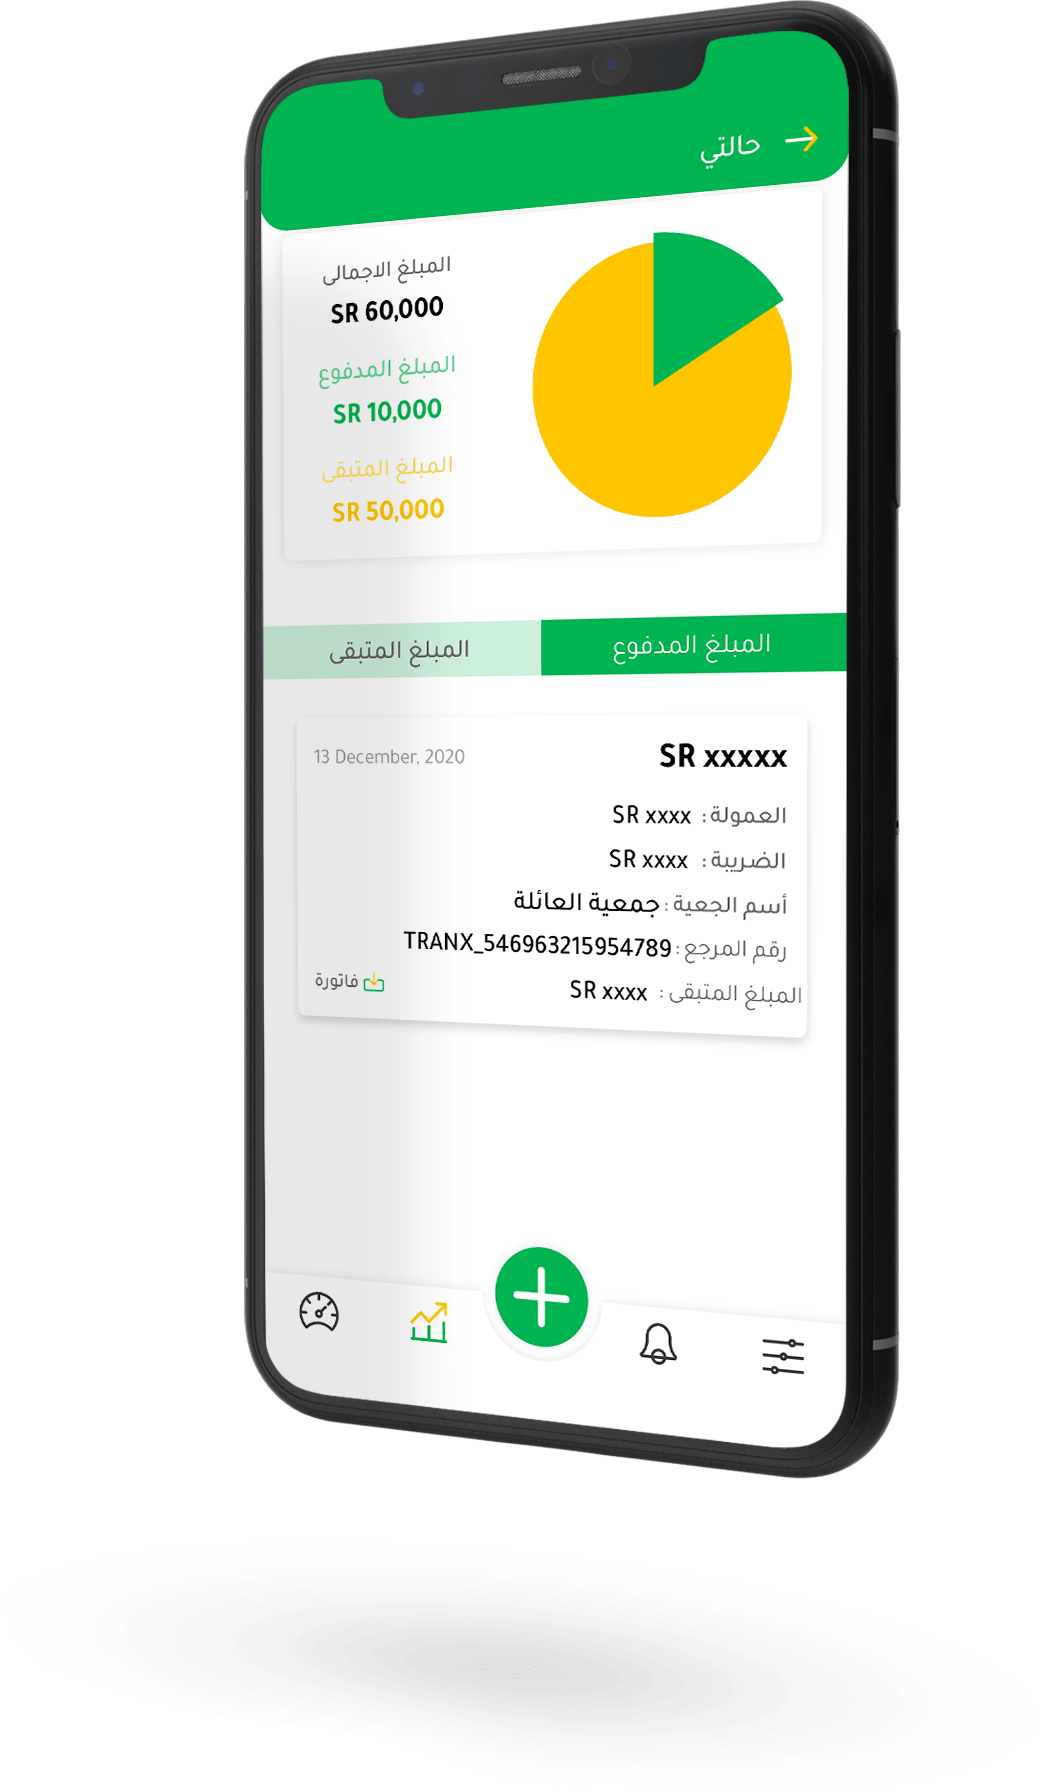 حالتي
المبلغ الاجمالى
SR 60,000
المبلغ المدفوع
SR 10,000
المبلغ المتبقى
SR 50,000
المبلغ المدفوع
المبلغ المتبقى
SR xxxxx
13 December, 2020
العمولة : SR xxxx
الضريبة : SR xxxx
أسم الجعية : جمعية العائلة
رقم المرجع : TRANX_546963215954789
المبلغ المتبقى : SR xxxx
فاتورة